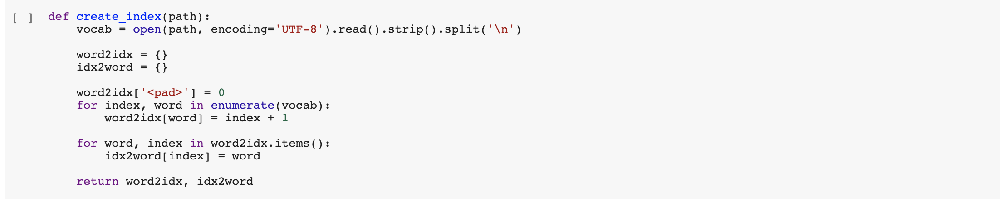 [ ] def create_index(path):
    vocab = open(path, encoding='UTF-8').read().strip().split('\n')
    word2idx = {}
    idx2word = {}
    word2idx['<pad>'] = 0
    for index, word in enumerate(vocab):
        word2idx[word] = index + 1
    for word, index in word2idx.items():
        idx2word[index] = word
    return word2idx, idx2word